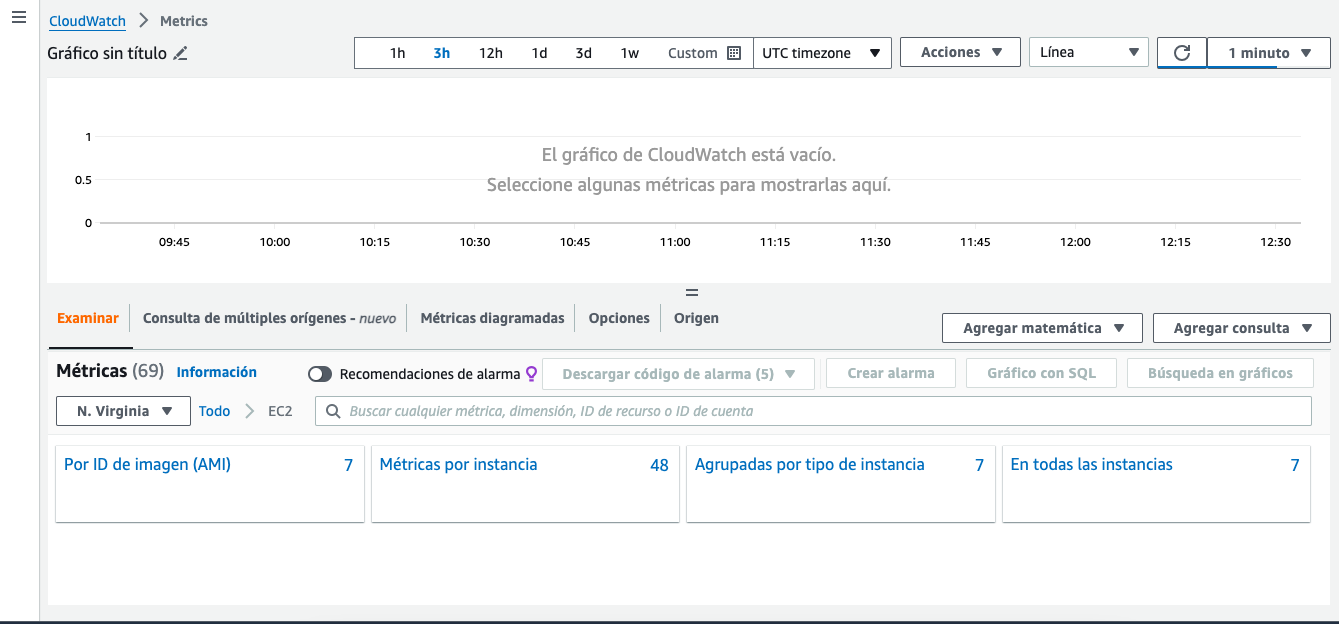 CloudWatch > Metrics
Gráfico sin título
1h 3h 12h 1d 3d 1w Custom UTC timezone Acciones Línea 1 minuto
1
El gráfico de CloudWatch está vacío.
0.5
Seleccione algunas métricas para mostrarlas aquí.
0
09:45 10:00 10:15 10:30 10:45 11:00 11:15 11:30 11:45 12:00 12:15 12:30
Examinar Consulta de múltiples orígenes - nuevo Métricas diagramadas Opciones Origen
Agregar matemática Agregar consulta
Métricas (69) Información Recomendaciones de alarma Descargar código de alarma (5) Crear alarma Gráfico con SQL Búsqueda en gráficos
N. Virginia Todo > EC2 Buscar cualquier métrica, dimensión, ID de recurso o ID de cuenta
Por ID de imagen (AMI) 7 Métricas por instancia 48 Agrupadas por tipo de instancia 7 En todas las instancias 7